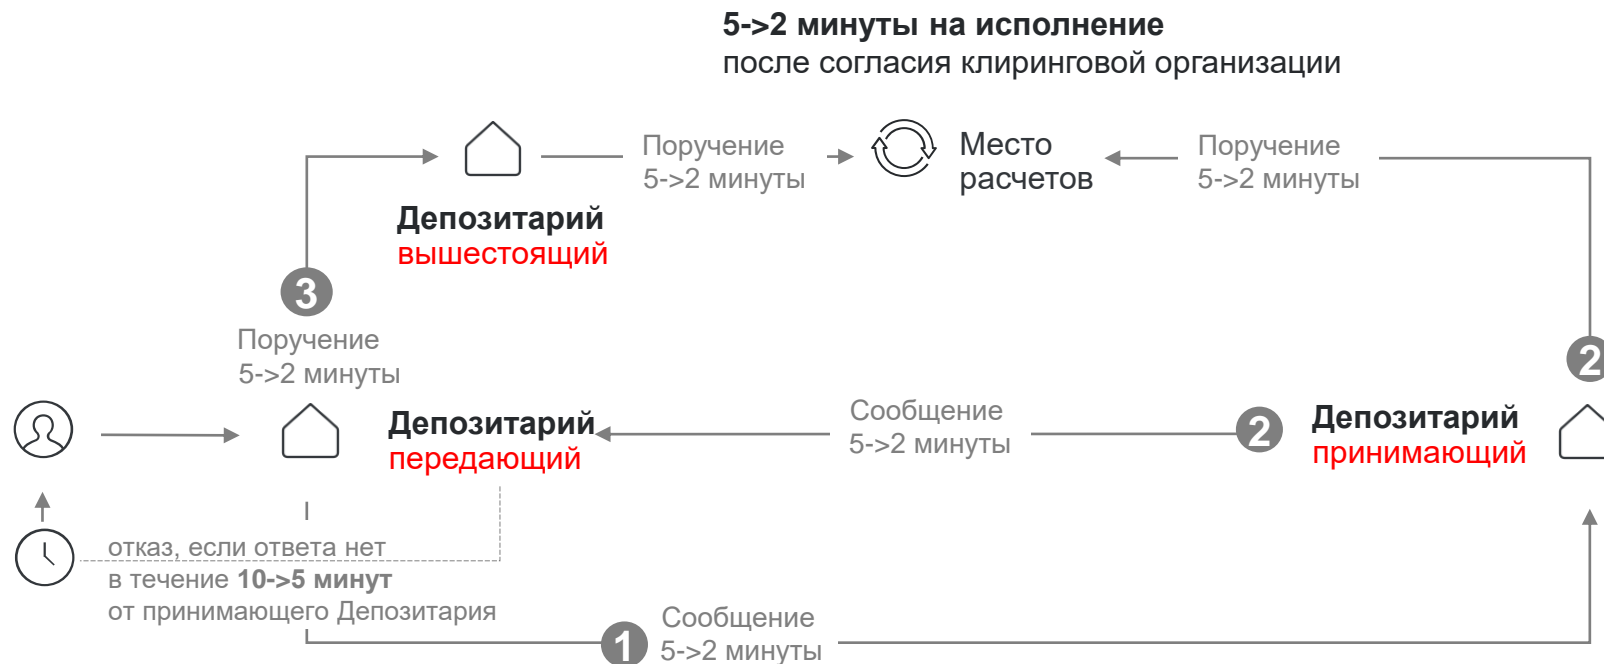 5->2 минуты на исполнение
после согласия клиринговой организации
Поручение
5->2 минуты
Место
расчетов
Поручение
5->2 минуты
Депозитарий
вышестоящий
3
Поручение
5->2 минуты
2
Депозитарий
передающий
Сообщение
5->2 минуты
2
Депозитарий
принимающий
отказ, если ответа нет
в течение 10->5 минут
от принимающего Депозитария
1
Сообщение
5->2 минуты